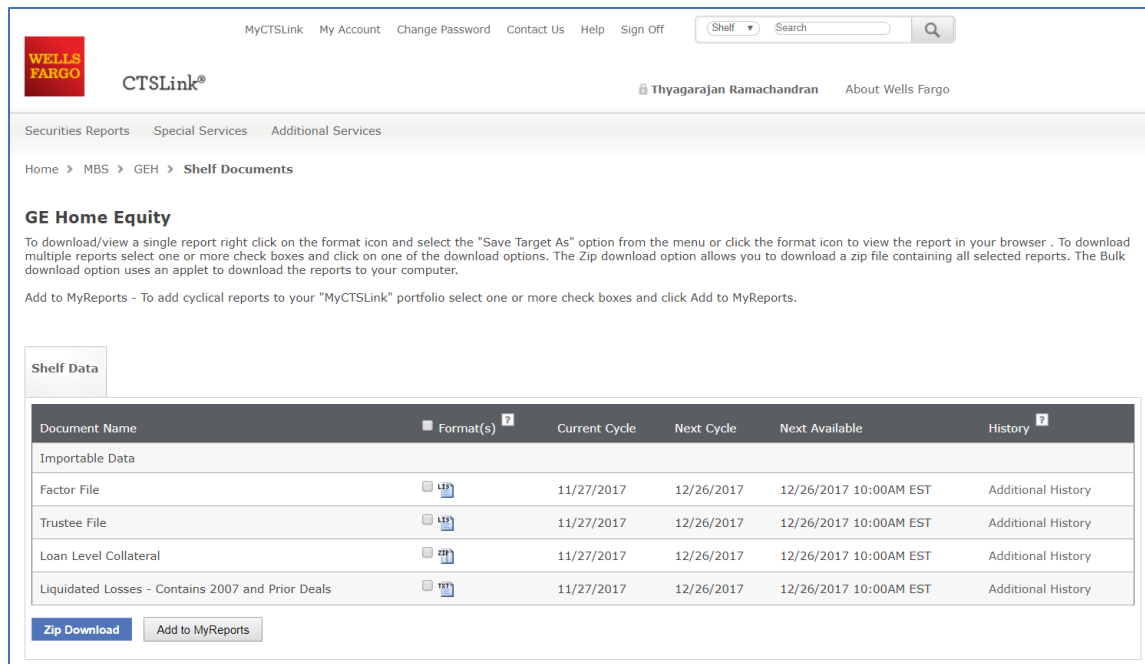 MyCTSLink My Account Change Password Contact Us Help Sign Off Shelf Search
WELLS
FARGO
CTSLink®
Thyagarajan Ramachandran About Wells Fargo
Securities Reports Special Services Additional Services
Home > MBS > GEH > Shelf Documents
GE Home Equity
To download/view a single report right click on the format icon and select the "Save Target As" option from the menu or click the format icon to view the report in your browser . To download
multiple reports select one or more check boxes and click on one of the download options. The Zip download option allows you to download a zip file containing all selected reports. The Bulk
download option uses an applet to download the reports to your computer.
Add to MyReports - To add cyclical reports to your "MyCTSLink" portfolio select one or more check boxes and click Add to MyReports.
Shelf Data
Document Name Format(s) ? Current Cycle Next Cycle Next Available History ?
Importable Data
Factor File LIST 11/27/2017 12/26/2017 12/26/2017 10:00AM EST Additional History
Trustee File LIST 11/27/2017 12/26/2017 12/26/2017 10:00AM EST Additional History
Loan Level Collateral ZIP 11/27/2017 12/26/2017 12/26/2017 10:00AM EST Additional History
Liquidated Losses - Contains 2007 and Prior Deals TXT 11/27/2017 12/26/2017 12/26/2017 10:00AM EST Additional History
Zip Download Add to MyReports